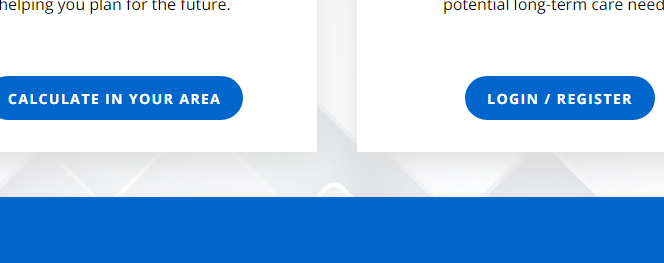 helping you plan for the future.
potential long-term care need
CALCULATE IN YOUR AREA
LOGIN / REGISTER